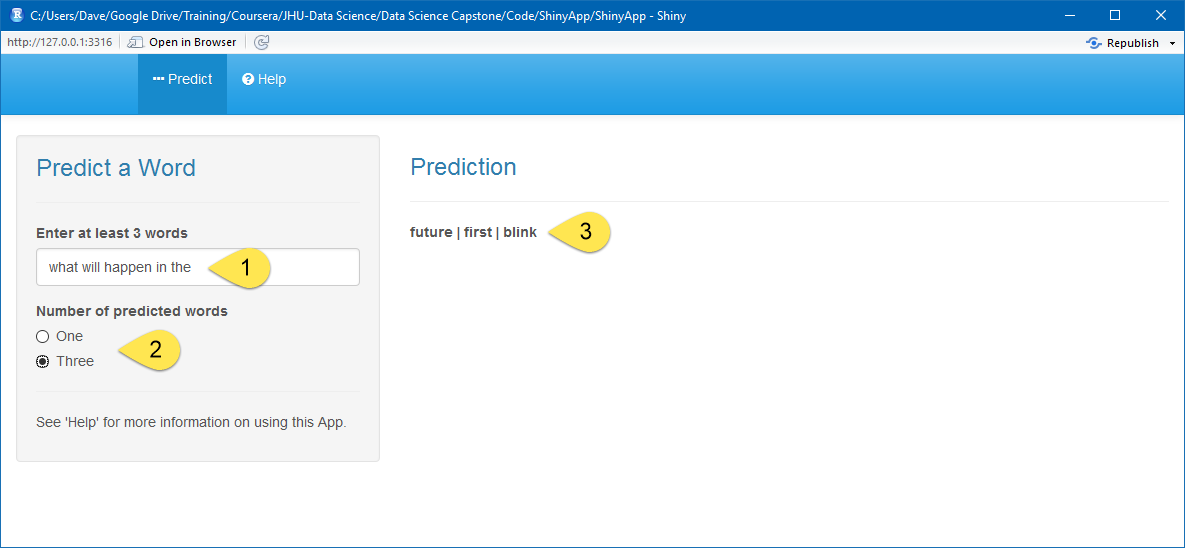 C:/Users/Dave/Google Drive/Training/Coursera/JHU-Data Science/Data Science Capstone/Code/ShinyApp/ShinyApp - Shiny
http://127.0.0.1:3316 Open in Browser Republish
Predict Help
Predict a Word
Enter at least 3 words
what will happen in the 1
Number of predicted words
One
Three
2
See 'Help' for more information on using this App.
Prediction
future | first | blink 3